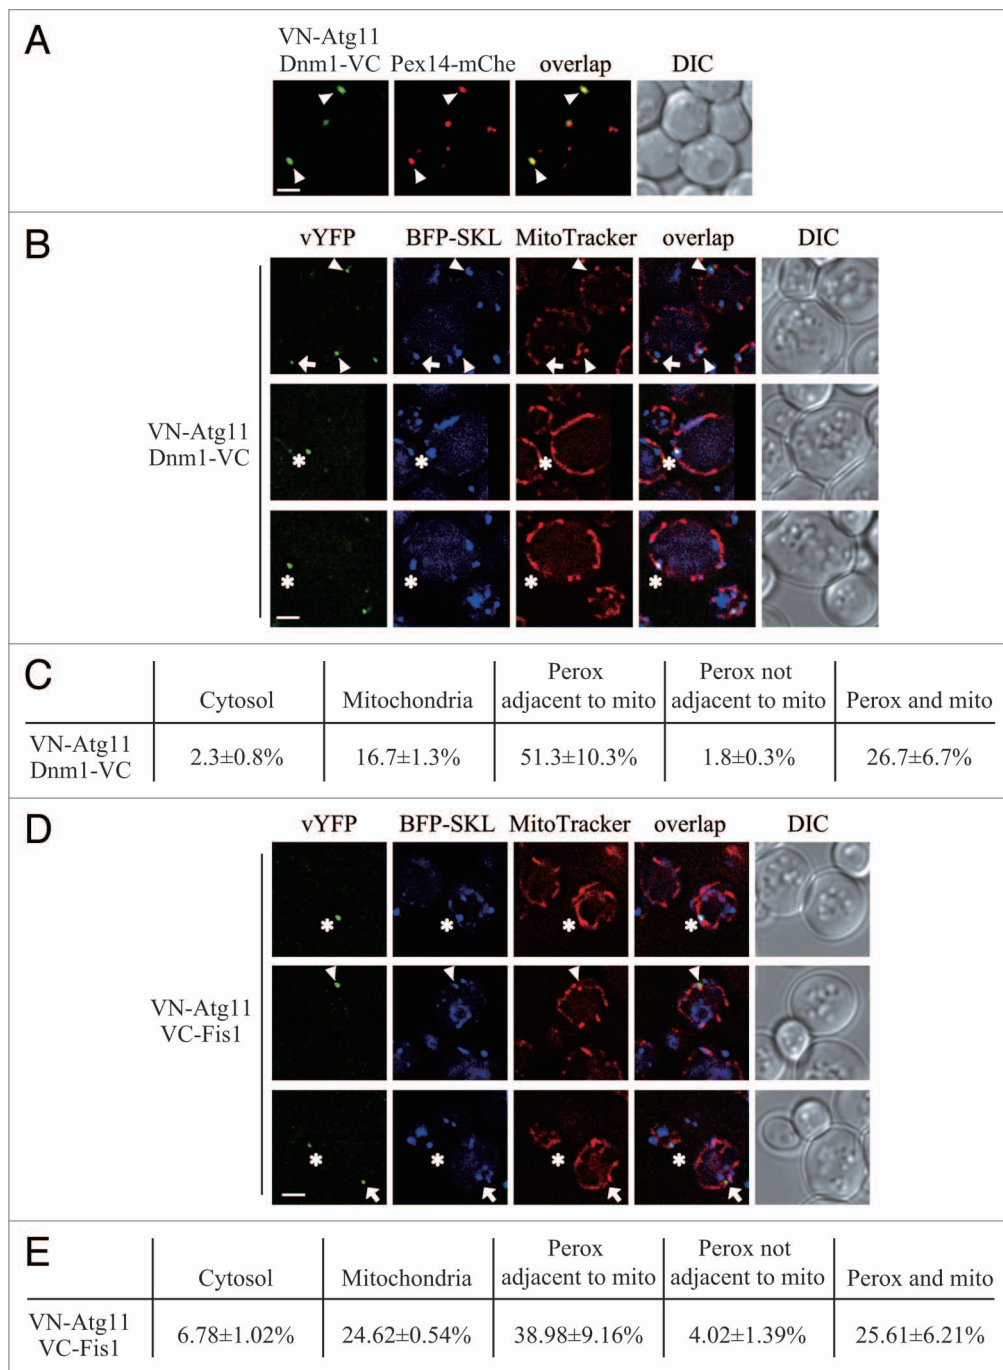 A
VN-Atg11
Dnm1-VC Pex14-mChe overlap DIC
B
vYFP BFP-SKL MitoTracker overlap DIC
VN-Atg11
Dnm1-VC
C
Cytosol Mitochondria Perox adjacent to mito Perox not adjacent to mito Perox and mito
VN-Atg11
Dnm1-VC
2.3±0.8% 16.7±1.3% 51.3±10.3% 1.8±0.3% 26.7±6.7%
D
vYFP BFP-SKL MitoTracker overlap DIC
VN-Atg11
VC-Fis1
E
Cytosol Mitochondria Perox adjacent to mito Perox not adjacent to mito Perox and mito
VN-Atg11
VC-Fis1
6.78±1.02% 24.62±0.54% 38.98±9.16% 4.02±1.39% 25.61±6.21%